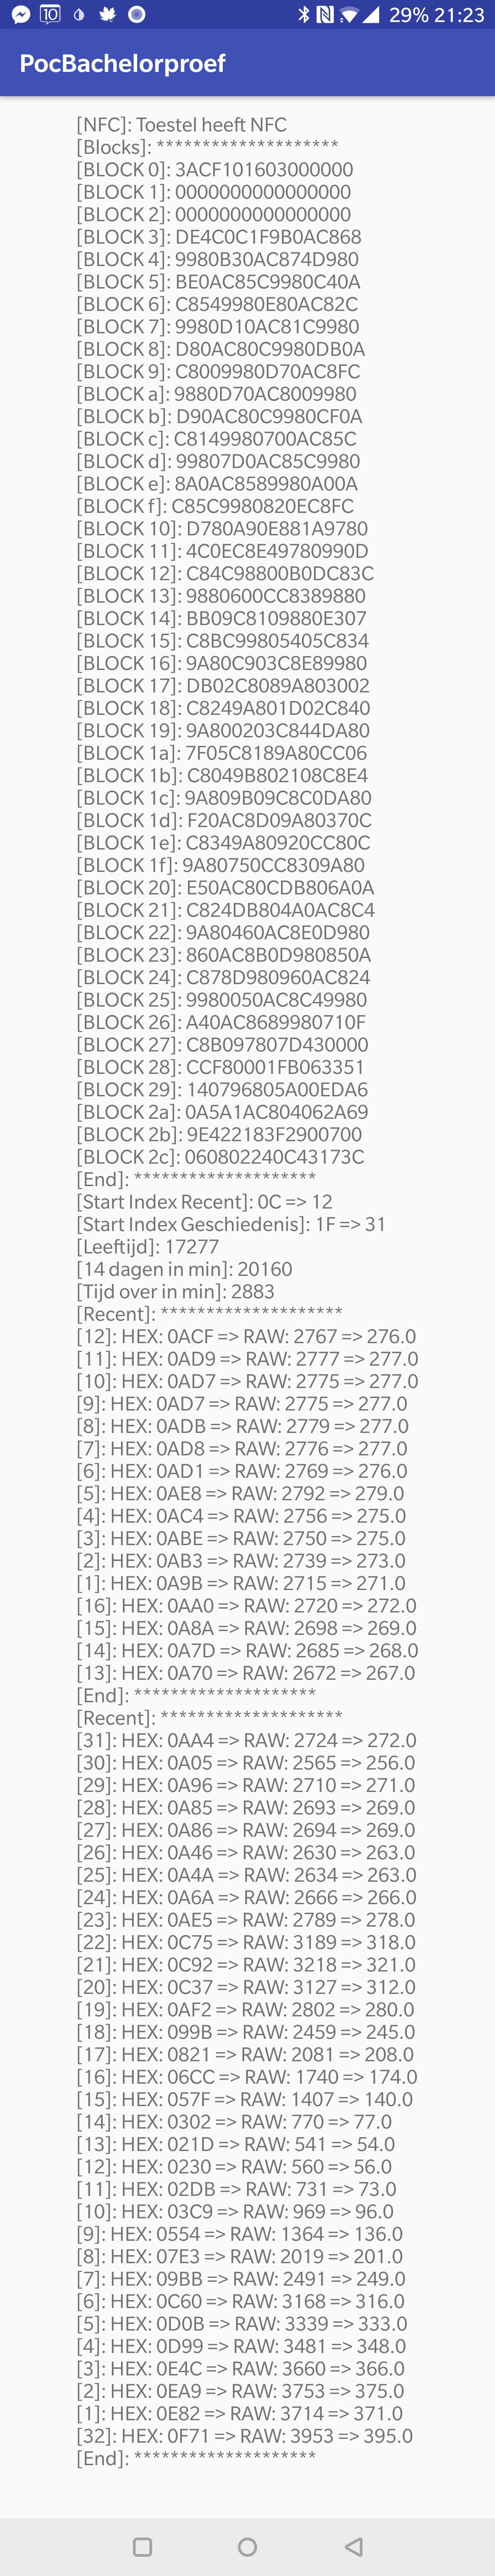 10 29% 21:23
PocBachelorproef
[NFC]: Toestel heeft NFC
[Blocks]: ********************
[BLOCK 0]: 3ACF101603000000
[BLOCK 1]: 0000000000000000
[BLOCK 2]: 0000000000000000
[BLOCK 3]: DE4C0C1F9B0AC868
[BLOCK 4]: 9980B30AC874D980
[BLOCK 5]: BE0AC85C9980C40A
[BLOCK 6]: C8549980E80AC82C
[BLOCK 7]: 9980D10AC81C9980
[BLOCK 8]: D80AC80C9980DB0A
[BLOCK 9]: C8009980D70AC8FC
[BLOCK a]: 9880D70AC8009980
[BLOCK b]: D90AC80C9980CF0A
[BLOCK c]: C8149980700AC85C
[BLOCK d]: 99807D0AC85C9980
[BLOCK e]: 8A0AC8589980A00A
[BLOCK f]: C85C9980820EC8FC
[BLOCK 10]: D780A90E881A9780
[BLOCK 11]: 4C0EC8E49780990D
[BLOCK 12]: C84C98800B0DC83C
[BLOCK 13]: 9880600CC8389880
[BLOCK 14]: BB09C8109880E307
[BLOCK 15]: C8BC99805405C834
[BLOCK 16]: 9A80C903C8E89980
[BLOCK 17]: DB02C8089A803002
[BLOCK 18]: C8249A801D02C840
[BLOCK 19]: 9A800203C844DA80
[BLOCK 1a]: 7F05C8189A80CC06
[BLOCK 1b]: C8049B802108C8E4
[BLOCK 1c]: 9A809B09C8C0DA80
[BLOCK 1d]: F20AC8D09A80370C
[BLOCK 1e]: C8349A80920CC80C
[BLOCK 1f]: 9A80750CC8309A80
[BLOCK 20]: E50AC80CDB806A0A
[BLOCK 21]: C824DB804A0AC8C4
[BLOCK 22]: 9A80460AC8E0D980
[BLOCK 23]: 860AC8B0D980850A
[BLOCK 24]: C878D980960AC824
[BLOCK 25]: 9980050AC8C49980
[BLOCK 26]: A40AC8689980710F
[BLOCK 27]: C8B097807D430000
[BLOCK 28]: CCF80001FB063351
[BLOCK 29]: 140796805A00EDA6
[BLOCK 2a]: 0A5A1AC804062A69
[BLOCK 2b]: 9E422183F2900700
[BLOCK 2c]: 060802240C43173C
[End]: ********************
[Start Index Recent]: 0C => 12
[Start Index Geschiedenis]: 1F => 31
[Leeftijd]: 17277
[14 dagen in min]: 20160
[Tijd over in min]: 2883
[Recent]: ********************
[12]: HEX: 0ACF => RAW: 2767 => 276.0
[11]: HEX: 0AD9 => RAW: 2777 => 277.0
[10]: HEX: 0AD7 => RAW: 2775 => 277.0
[9]: HEX: 0AD7 => RAW: 2775 => 277.0
[8]: HEX: 0ADB => RAW: 2779 => 277.0
[7]: HEX: 0AD8 => RAW: 2776 => 277.0
[6]: HEX: 0AD1 => RAW: 2769 => 276.0
[5]: HEX: 0AE8 => RAW: 2792 => 279.0
[4]: HEX: 0AC4 => RAW: 2756 => 275.0
[3]: HEX: 0ABE => RAW: 2750 => 275.0
[2]: HEX: 0AB3 => RAW: 2739 => 273.0
[1]: HEX: 0A9B => RAW: 2715 => 271.0
[16]: HEX: 0AA0 => RAW: 2720 => 272.0
[15]: HEX: 0A8A => RAW: 2698 => 269.0
[14]: HEX: 0A7D => RAW: 2685 => 268.0
[13]: HEX: 0A70 => RAW: 2672 => 267.0
[End]: ********************
[Recent]: ********************
[31]: HEX: 0AA4 => RAW: 2724 => 272.0
[30]: HEX: 0A05 => RAW: 2565 => 256.0
[29]: HEX: 0A96 => RAW: 2710 => 271.0
[28]: HEX: 0A85 => RAW: 2693 => 269.0
[27]: HEX: 0A86 => RAW: 2694 => 269.0
[26]: HEX: 0A46 => RAW: 2630 => 263.0
[25]: HEX: 0A4A => RAW: 2634 => 263.0
[24]: HEX: 0A6A => RAW: 2666 => 266.0
[23]: HEX: 0AE5 => RAW: 2789 => 278.0
[22]: HEX: 0C75 => RAW: 3189 => 318.0
[21]: HEX: 0C92 => RAW: 3218 => 321.0
[20]: HEX: 0C37 => RAW: 3127 => 312.0
[19]: HEX: 0AF2 => RAW: 2802 => 280.0
[18]: HEX: 099B => RAW: 2459 => 245.0
[17]: HEX: 0821 => RAW: 2081 => 208.0
[16]: HEX: 06CC => RAW: 1740 => 174.0
[15]: HEX: 057F => RAW: 1407 => 140.0
[14]: HEX: 0302 => RAW: 770 => 77.0
[13]: HEX: 021D => RAW: 541 => 54.0
[12]: HEX: 0230 => RAW: 560 => 56.0
[11]: HEX: 02DB => RAW: 731 => 73.0
[10]: HEX: 03C9 => RAW: 969 => 96.0
[9]: HEX: 0554 => RAW: 1364 => 136.0
[8]: HEX: 07E3 => RAW: 2019 => 201.0
[7]: HEX: 09BB => RAW: 2491 => 249.0
[6]: HEX: 0C60 => RAW: 3168 => 316.0
[5]: HEX: 0D0B => RAW: 3339 => 333.0
[4]: HEX: 0D99 => RAW: 3481 => 348.0
[3]: HEX: 0E4C => RAW: 3660 => 366.0
[2]: HEX: 0EA9 => RAW: 3753 => 375.0
[1]: HEX: 0E82 => RAW: 3714 => 371.0
[32]: HEX: 0F71 => RAW: 3953 => 395.0
[End]: ********************